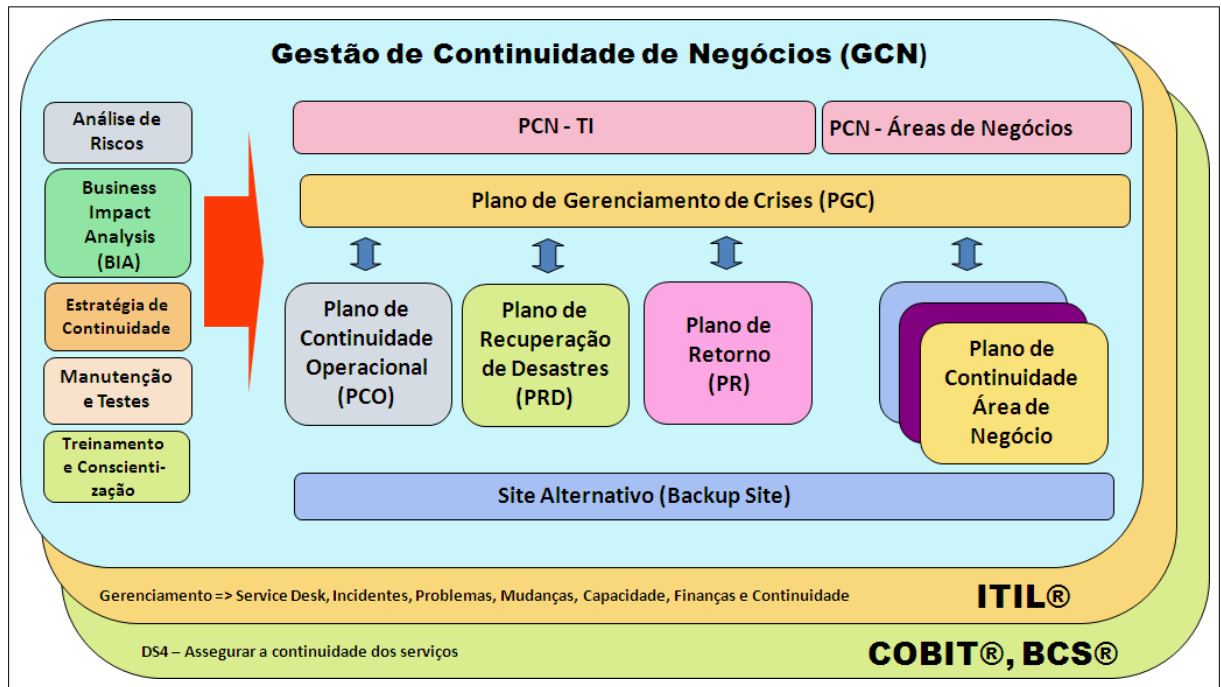 Gestão de Continuidade de Negócios (GCN)
Análise de
Riscos
Business
Impact
Analysis
(BIA)
Estratégia de
Continuidade
Manutenção
e Testes
Treinamento
e Conscienti-
zação
PCN - TI
PCN - Áreas de Negócios
Plano de Gerenciamento de Crises (PGC)
Plano de
Continuidade
Operacional
(PCO)
Plano de
Recuperação
de Desastres
(PRD)
Plano de
Retorno
(PR)
Plano de
Continuidade
Área de
Negócio
Site Alternativo (Backup Site)
Gerenciamento => Service Desk, Incidentes, Problemas, Mudanças, Capacidade, Finanças e Continuidade
ITIL®
DS4 – Assegurar a continuidade dos serviços
COBIT®, BCS®